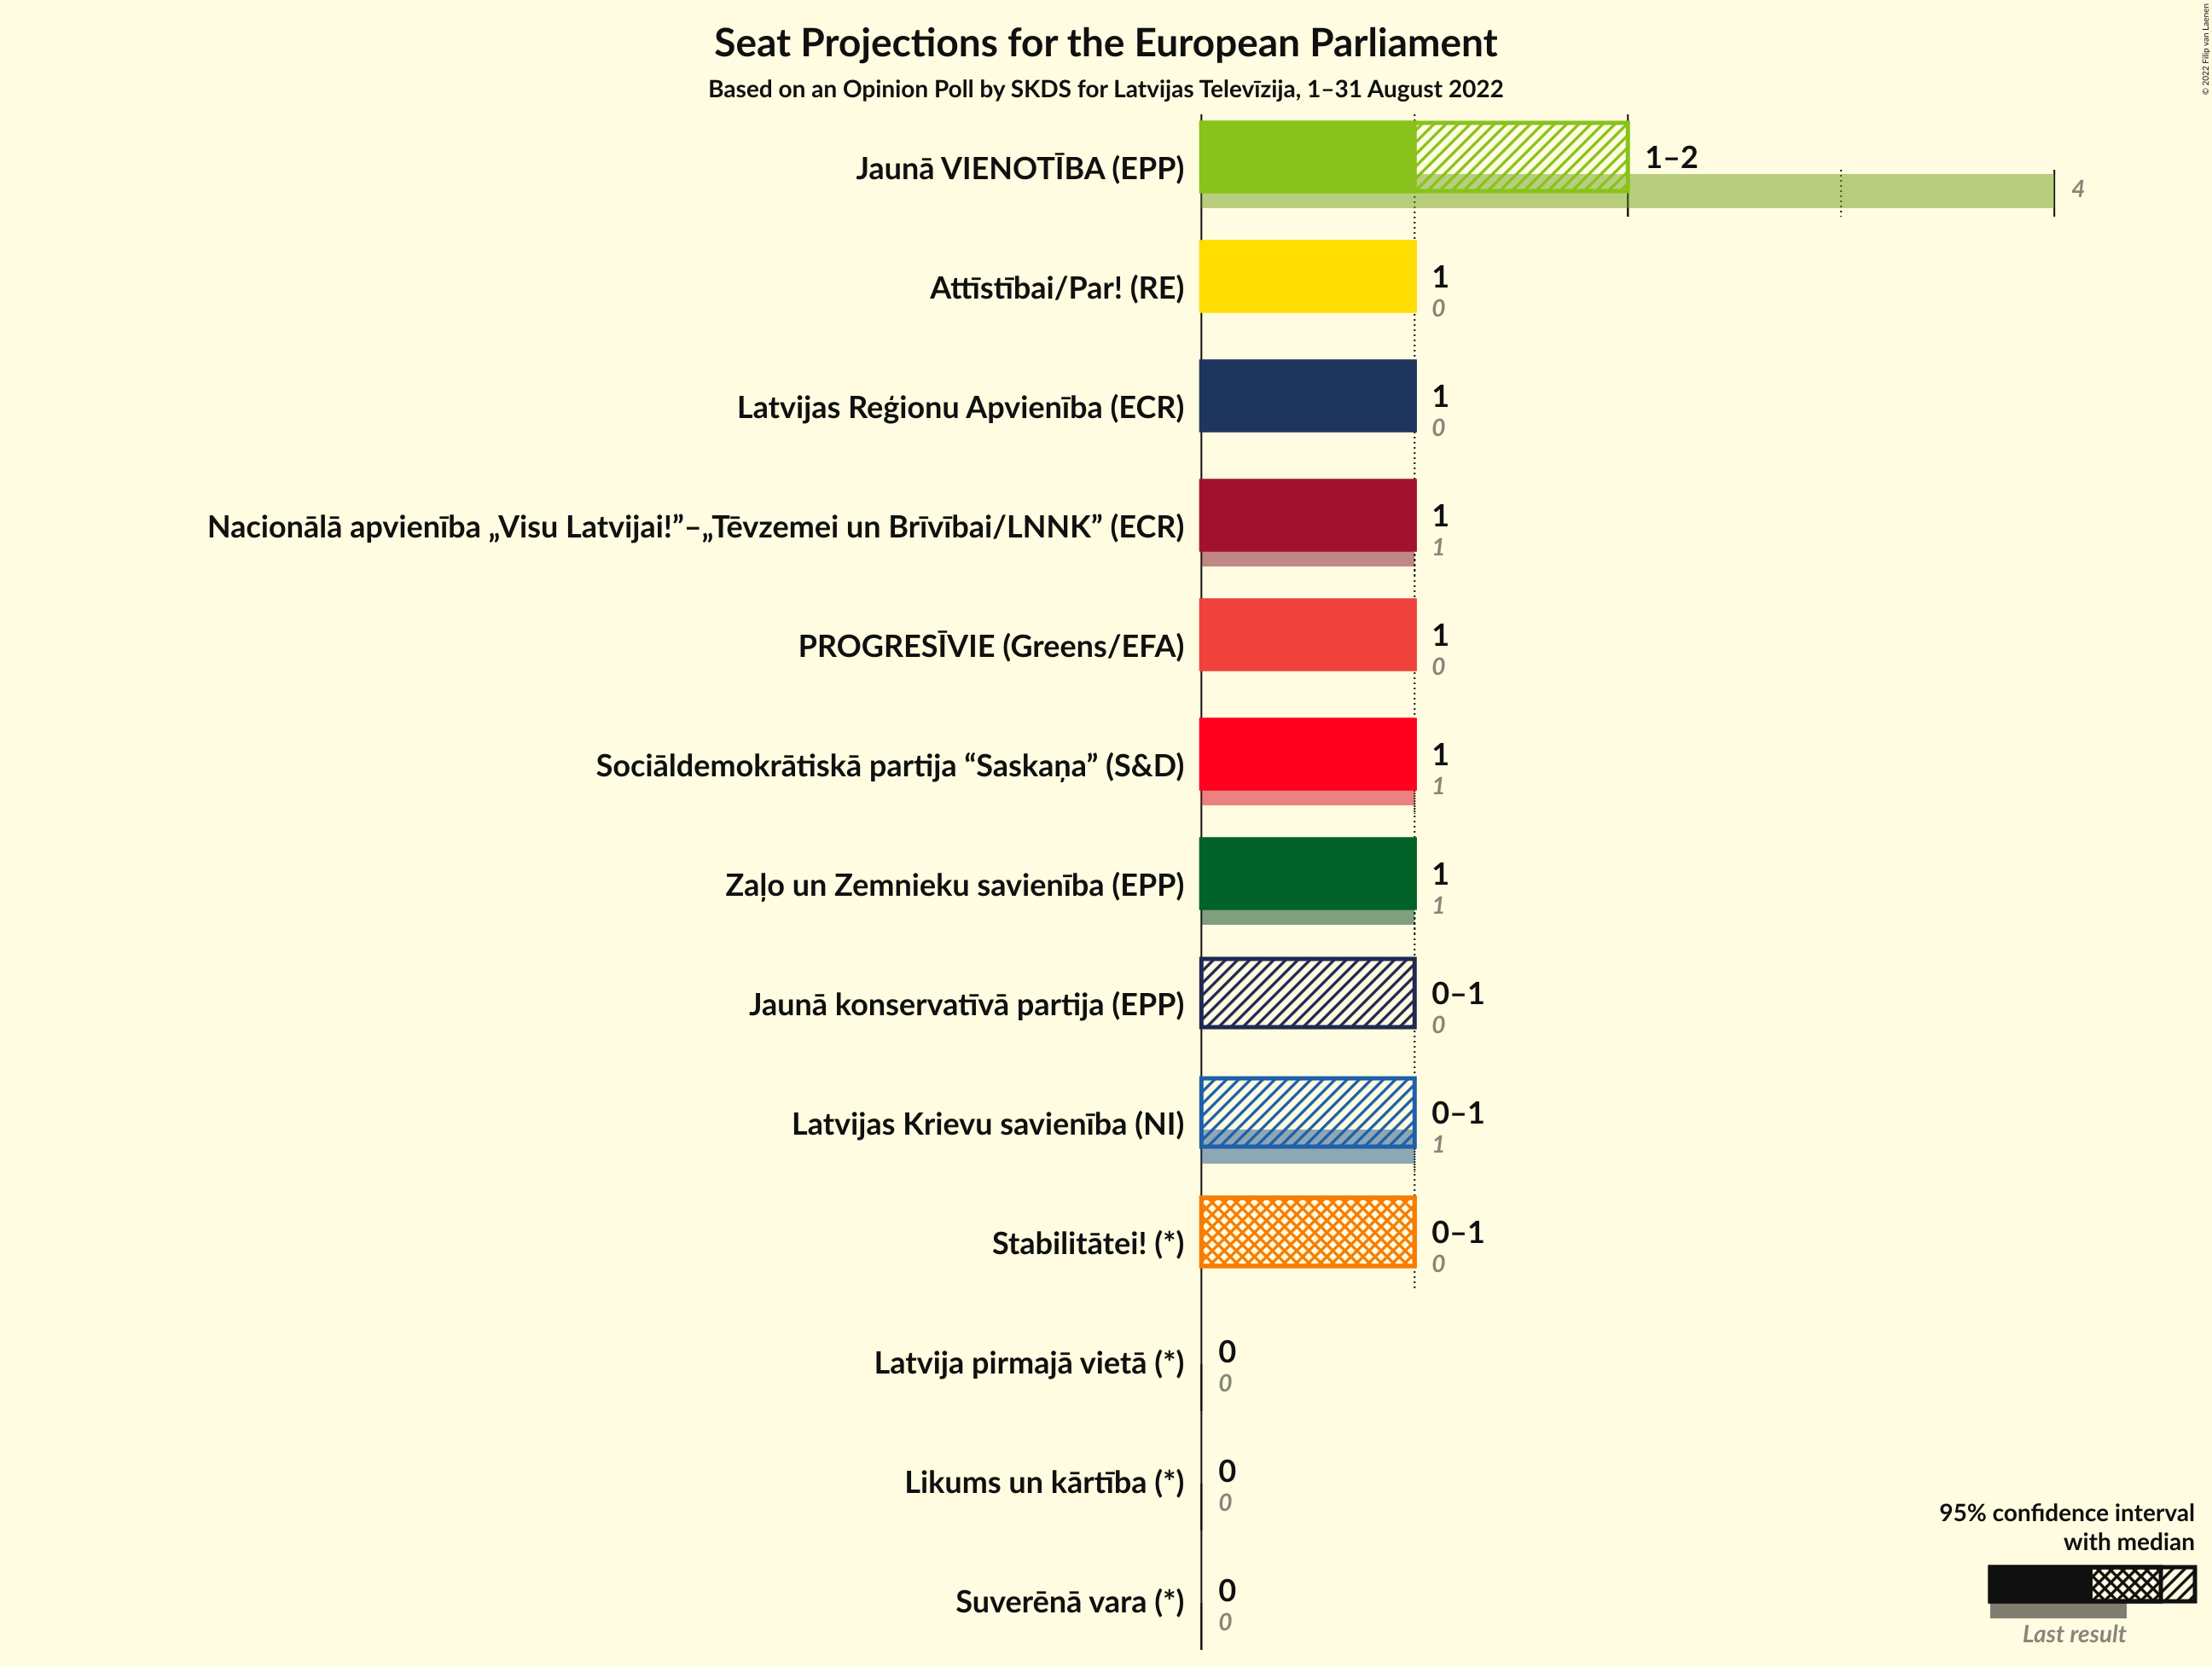 Seat Projections for the European Parliament
Based on an Opinion Poll by SKDS for Latvijas Televīzija, 1–31 August 2022
© 2022 Filip van Laenen
Jaunā VIENOTĪBA (EPP)
1–2
4
Attīstībai/Par! (RE)
1
0
Latvijas Reģionu Apvienība (ECR)
1
0
Nacionālā apvienība „Visu Latvijai!”–„Tēvzemei un Brīvībai/LNNK” (ECR)
1
1
PROGRESĪVIE (Greens/EFA)
1
0
Sociāldemokrātiskā partija “Saskaņa” (S&D)
1
1
Zaļo un Zemnieku savienība (EPP)
1
1
Jaunā konservatīvā partija (EPP)
0–1
0
Latvijas Krievu savienība (NI)
0–1
1
Stabilitātei! (*)
0–1
0
Latvija pirmajā vietā (*)
0
0
Likums un kārtība (*)
0
0
Suverēnā vara (*)
0
0
95% confidence interval
with median
Last result